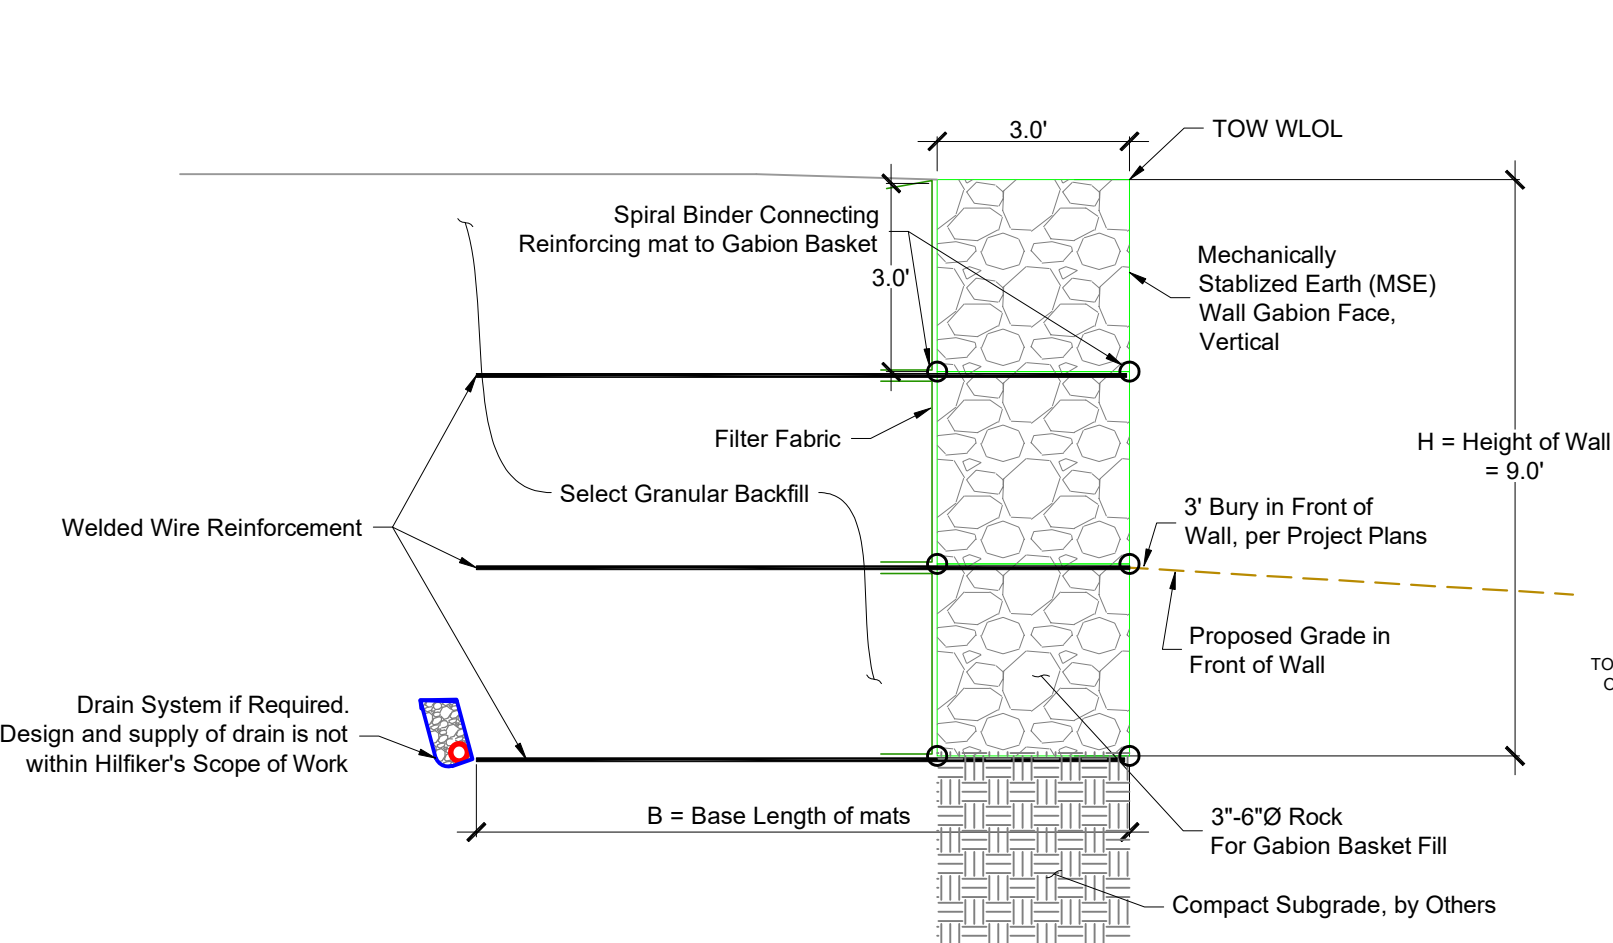 3.0'
TOW WLOL
Spiral Binder Connecting
Reinforcing mat to Gabion Basket
3.0'
Mechanically
Stablized Earth (MSE)
Wall Gabion Face,
Vertical
Filter Fabric
H = Height of Wall
= 9.0'
Select Granular Backfill
Welded Wire Reinforcement
3' Bury in Front of
Wall, per Project Plans
Proposed Grade in
Front of Wall
TO
Drain System if Required.
Design and supply of drain is not
within Hilfiker's Scope of Work
B = Base Length of mats
3"-6"Ø Rock
For Gabion Basket Fill
Compact Subgrade, by Others